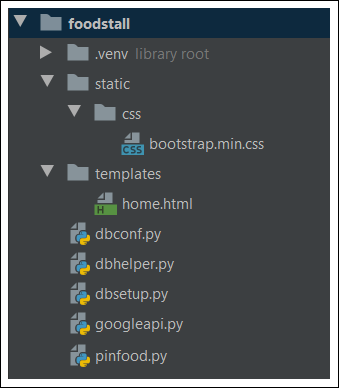 foodstall
.venv library root
static
css
CSS bootstrap.min.css
templates
H home.html
dbconf.py
dbhelper.py
dbsetup.py
googleapi.py
pinfood.py